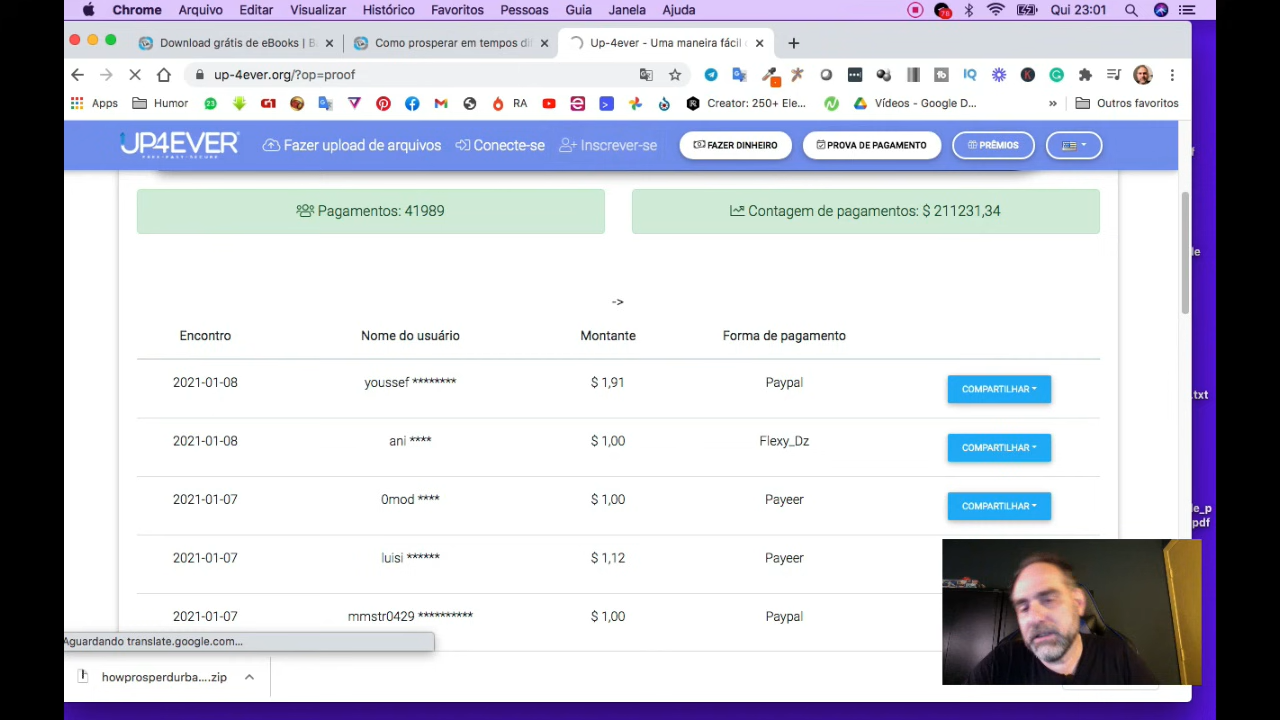 Chrome Arquivo Editar Visualizar Histórico Favoritos Pessoas Guia Janela Ajuda 78 Qui 23:01
Download grátis de eBooks | B Como prosperar em tempos di Up-4ever - Uma maneira fácil
up-4ever.org/?op=proof
Apps Humor 23 G1 RA Creator: 250+ Ele... Vídeos - Google D... » Outros favoritos
UP4EVER Fazer upload de arquivos Conecte-se Inscrever-se FAZER DINHEIRO PROVA DE PAGAMENTO PRÊMIOS
Pagamentos: 41989 Contagem de pagamentos: $ 211231,34
->
Encontro Nome do usuário Montante Forma de pagamento
2021-01-08 youssef ******** $ 1,91 Paypal COMPARTILHAR
2021-01-08 ani **** $ 1,00 Flexy_Dz COMPARTILHAR
2021-01-07 0mod **** $ 1,00 Payeer COMPARTILHAR
2021-01-07 luisi ****** $ 1,12 Payeer
2021-01-07 mmstr0429 ********** $ 1,00 Paypal
Aguardando translate.google.com...
howprosperdurba....zip
.txt
e_p
pdf